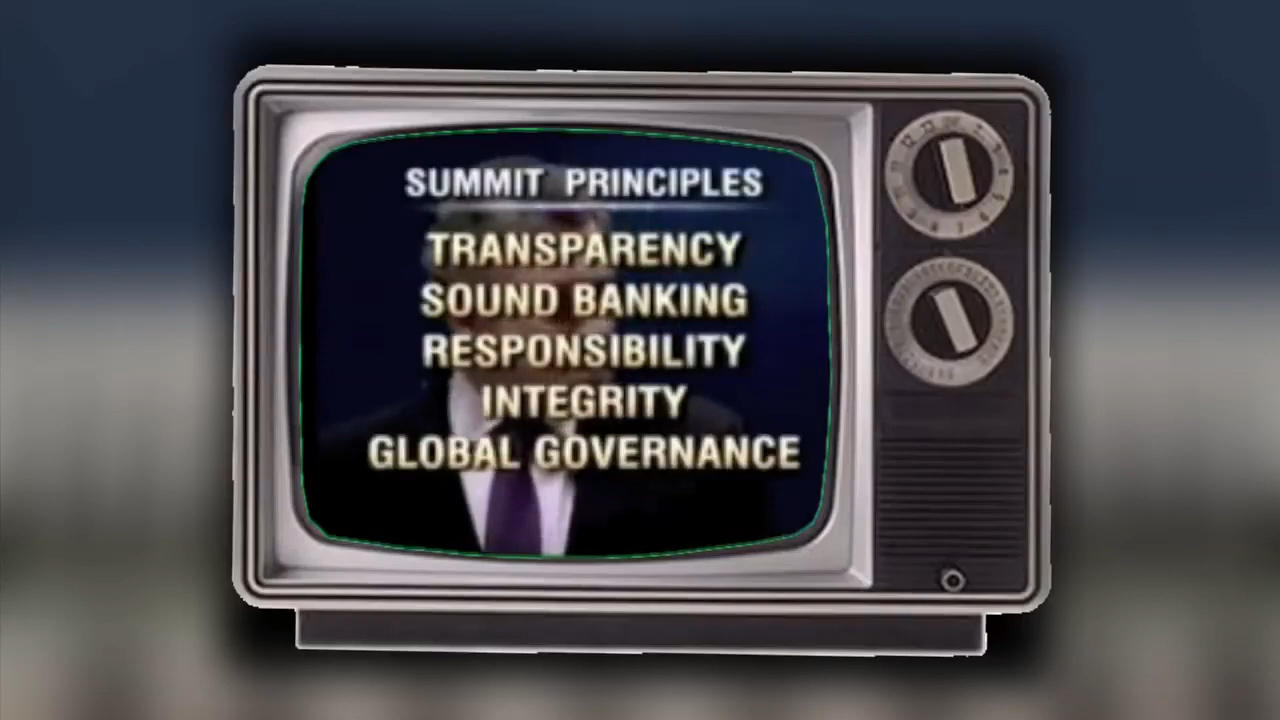 SUMMIT PRINCIPLES
TRANSPARENCY
SOUND BANKING
RESPONSIBILITY
INTEGRITY
GLOBAL GOVERNANCE